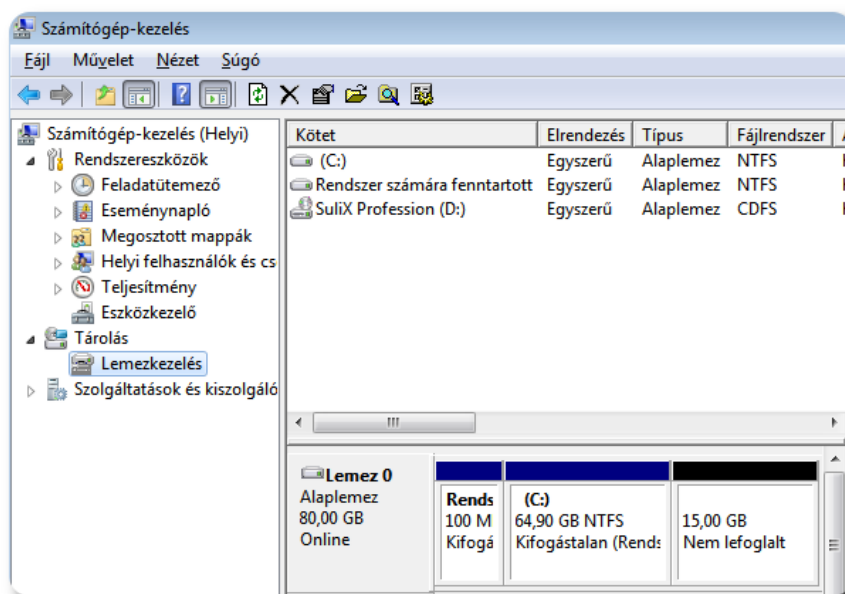 Számítógép-kezelés
Fájl Művelet Nézet Súgó
Számítógép-kezelés (Helyi)
Rendszereszközök
Feladatütemező
Eseménynapló
Megosztott mappák
Helyi felhasználók és cs
Teljesítmény
Eszközkezelő
Tárolás
Lemezkezelés
Szolgáltatások és kiszolgáló
Kötet Elrendezés Típus Fájlrendszer
(C:) Egyszerű Alaplemez NTFS
Rendszer számára fenntartott Egyszerű Alaplemez NTFS
SuliX Profession (D:) Egyszerű Alaplemez CDFS
Lemez 0
Alaplemez
80,00 GB
Online
Rends
100 M
Kifogá
(C:)
64,90 GB NTFS
Kifogástalan (Rends
15,00 GB
Nem lefoglalt